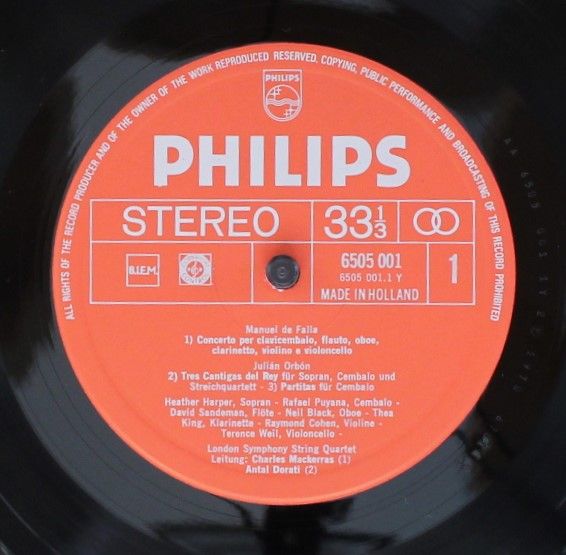 ALL RIGHTS OF THE RECORD PRODUCER AND OF THE OWNER OF THE WORK REPRODUCED RESERVED. COPYING, PUBLIC PERFORMANCE AND BROADCASTING OF THIS RECORD PROHIBITED
PHILIPS
PHILIPS
STEREO 33 1/3
B.I.E.M. 6505 001 1
6505 001.1 Y
MADE IN HOLLAND
Manuel de Falla
1) Concerto per clavicembalo, flauto, oboe,
clarinetto, violino e violoncello
Julián Orbón
2) Tres Cantigas del Rey für Sopran, Cembalo und
Streichquartett - 3) Partitas für Cembalo
Heather Harper, Sopran - Rafael Puyana, Cembalo -
David Sandeman, Flöte - Neil Black, Oboe - Thea
King, Klarinette - Raymond Cohen, Violine -
Terence Weil, Violoncello -
London Symphony String Quartet
Leitung: Charles Mackerras (1)
Antal Dorati (2)